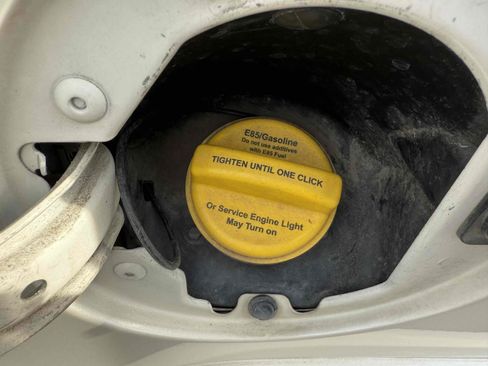 E85/Gasoline
Do not use additives
with E85 Fuel
TIGHTEN UNTIL ONE CLICK
Or Service Engine Light
May Turn on